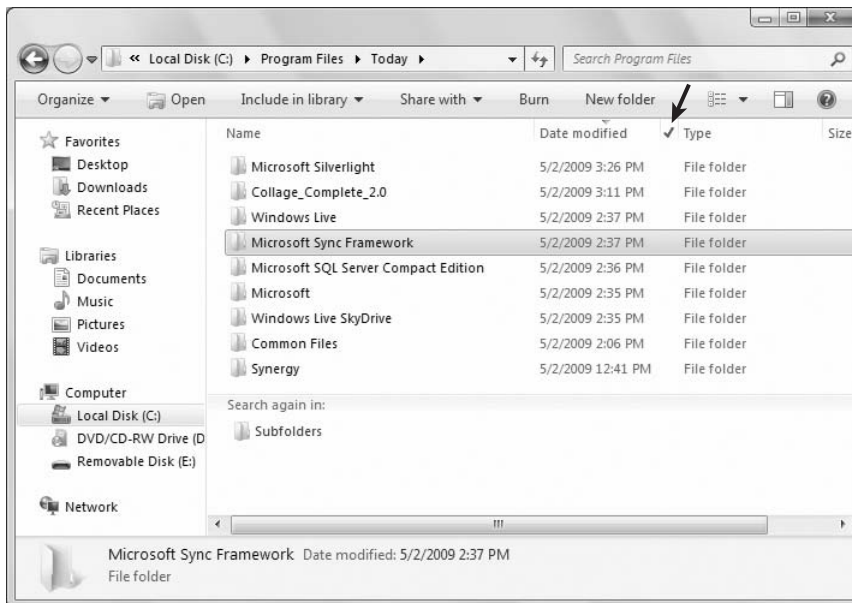 « Local Disk (C:) ▸ Program Files ▸ Today ▸ Search Program Files
Organize Open Include in library Share with Burn New folder
Favorites
Desktop
Downloads
Recent Places
Libraries
Documents
Music
Pictures
Videos
Computer
Local Disk (C:)
DVD/CD-RW Drive (D
Removable Disk (E:)
Network
Name Date modified Type Size
Microsoft Silverlight 5/2/2009 3:26 PM File folder
Collage_Complete_2.0 5/2/2009 3:11 PM File folder
Windows Live 5/2/2009 2:37 PM File folder
Microsoft Sync Framework 5/2/2009 2:37 PM File folder
Microsoft SQL Server Compact Edition 5/2/2009 2:36 PM File folder
Microsoft 5/2/2009 2:35 PM File folder
Windows Live SkyDrive 5/2/2009 2:35 PM File folder
Common Files 5/2/2009 2:06 PM File folder
Synergy 5/2/2009 12:41 PM File folder
Search again in:
Subfolders
Microsoft Sync Framework Date modified: 5/2/2009 2:37 PM
File folder